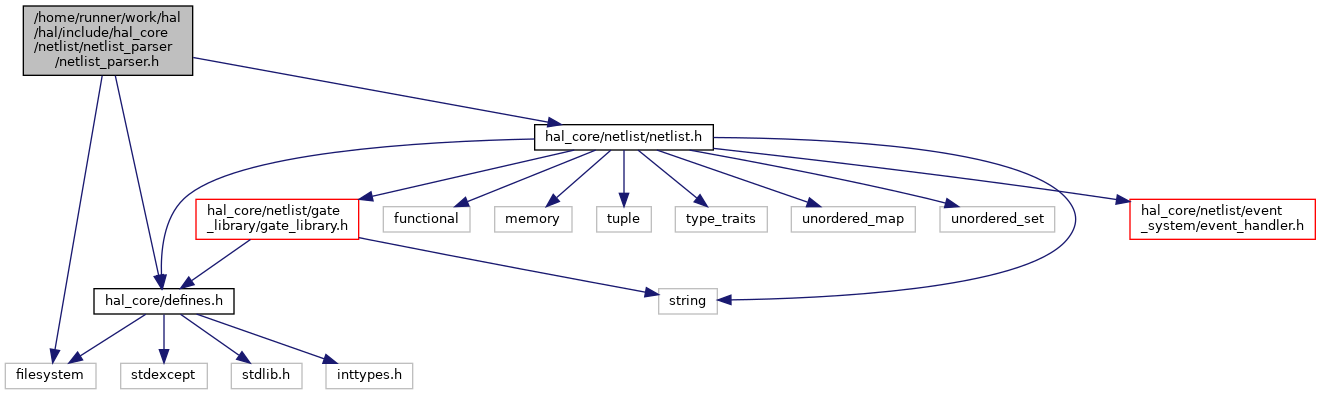 /home/runner/work/hal
/hal/include/hal_core
/netlist/netlist_parser
/netlist_parser.h
hal_core/netlist/netlist.h
hal_core/netlist/gate
_library/gate_library.h
functional
memory
tuple
type_traits
unordered_map
unordered_set
hal_core/netlist/event
_system/event_handler.h
hal_core/defines.h
string
filesystem
stdexcept
stdlib.h
inttypes.h